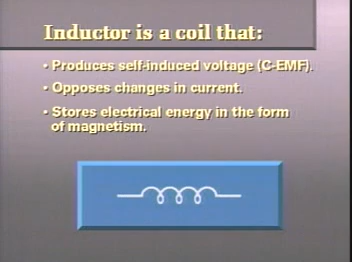 Inductor is a coil that:
• Produces self-induced voltage (C-EMF).
• Opposes changes in current.
• Stores electrical energy in the form
of magnetism.